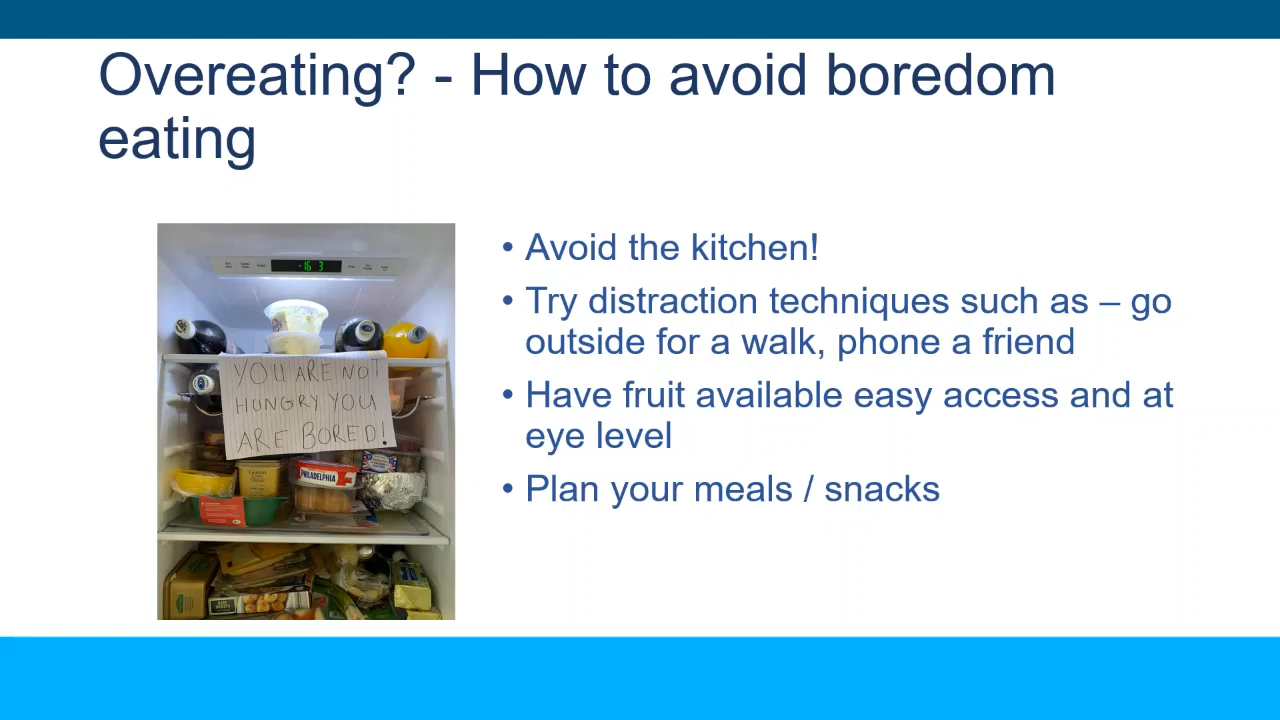 Overeating? - How to avoid boredom
eating
-16 3
YOU ARE NOT
HUNGRY YOU
ARE BORED!
PHILADELPHIA
• Avoid the kitchen!
• Try distraction techniques such as – go
outside for a walk, phone a friend
• Have fruit available easy access and at
eye level
• Plan your meals / snacks